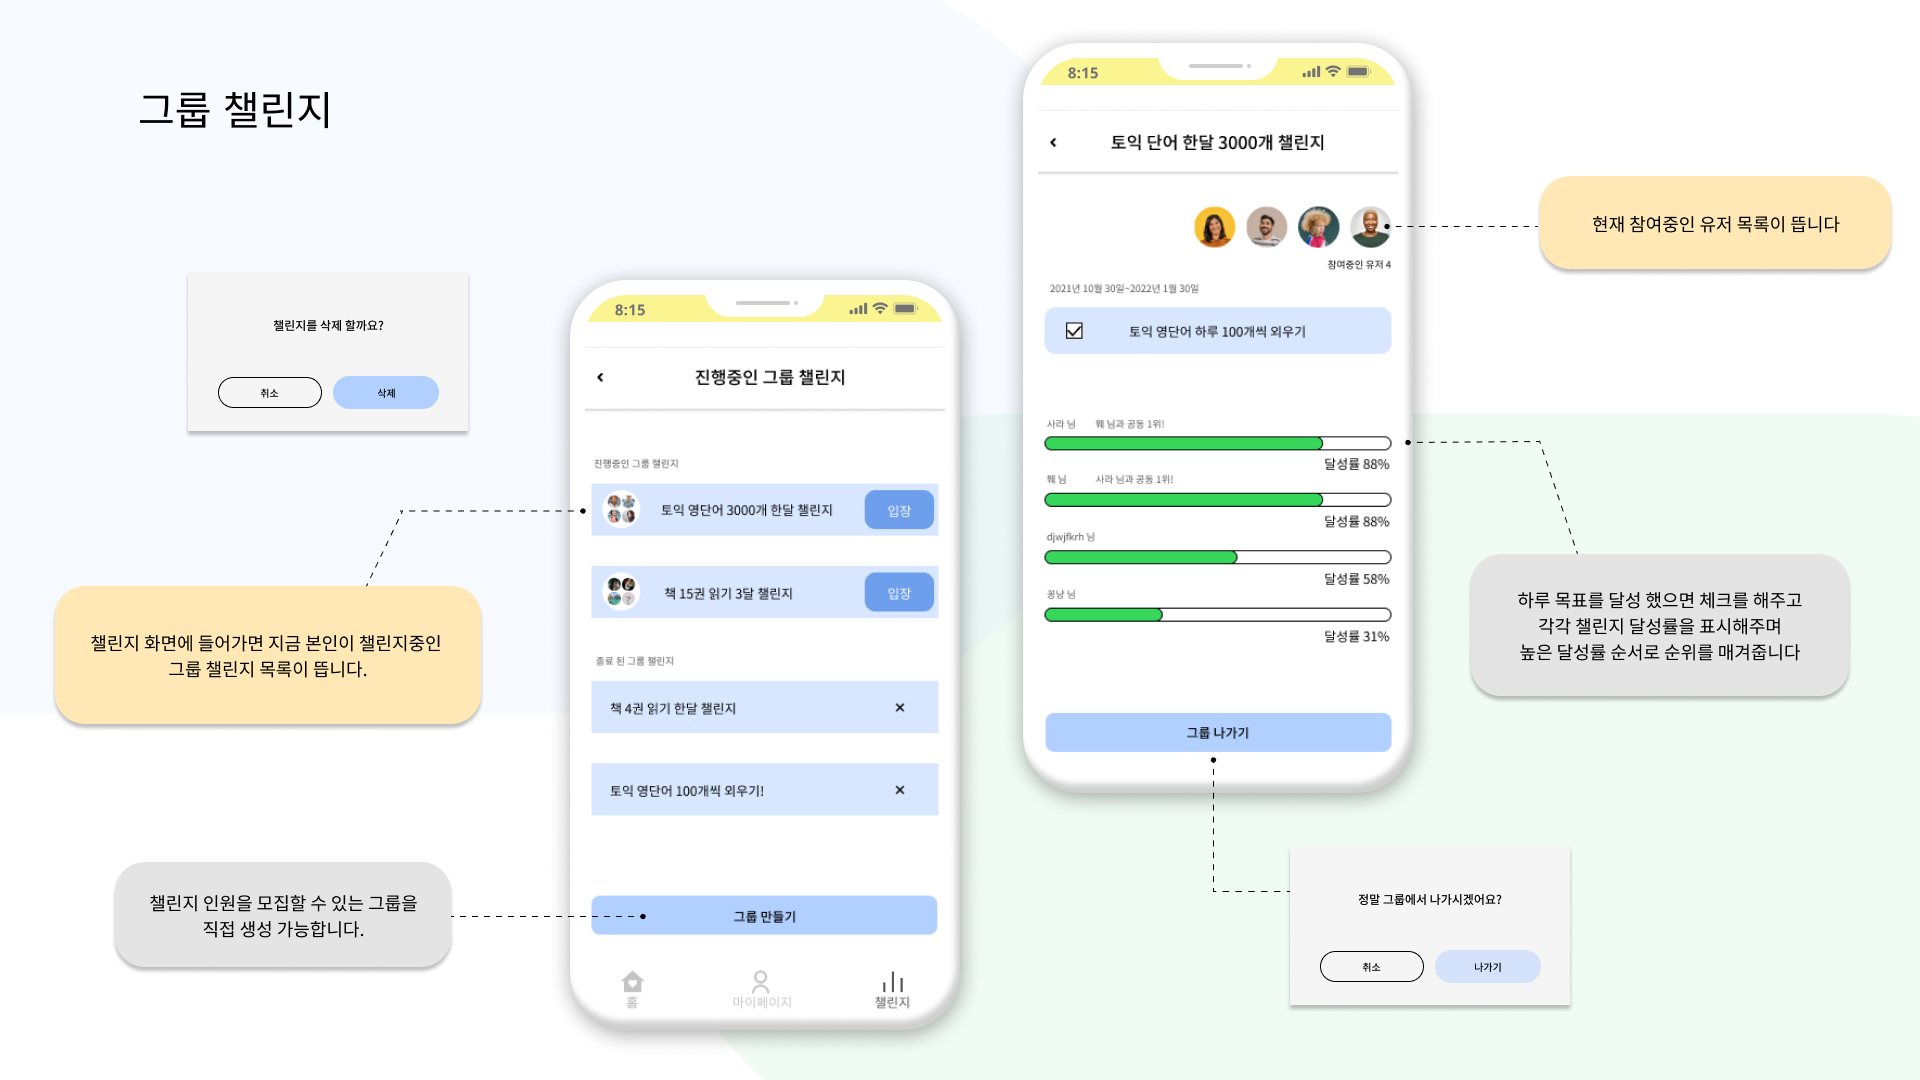 그룹 챌린지
챌린지를 삭제 할까요?
취소
삭제
챌린지 화면에 들어가면 지금 본인이 챌린지중인
그룹 챌린지 목록이 뜹니다.
챌린지 인원을 모집할 수 있는 그룹을
직접 생성 가능합니다.
8:15
진행중인 그룹 챌린지
진행중인 그룹 챌린지
토익 영단어 3000개 한달 챌린지
입장
책 15권 읽기 3달 챌린지
입장
종료 된 그룹 챌린지
책 4권 읽기 한달 챌린지
×
토익 영단어 100개씩 외우기!
×
그룹 만들기
홈
마이페이지
챌린지
8:15
토익 단어 한달 3000개 챌린지
참여중인 유저 4
2021년 10월 30일~2022년 1월 30일
토익 영단어 하루 100개씩 외우기
사라 님 풰 님과 공동 1위!
달성률 88%
풰 님 사라 님과 공동 1위!
달성률 88%
djwjfkrh 님
달성률 58%
꽁냥 님
달성률 31%
그룹 나가기
현재 참여중인 유저 목록이 뜹니다
하루 목표를 달성 했으면 체크를 해주고
각각 챌린지 달성률을 표시해주며
높은 달성률 순서로 순위를 매겨줍니다
정말 그룹에서 나가시겠어요?
취소
나가기